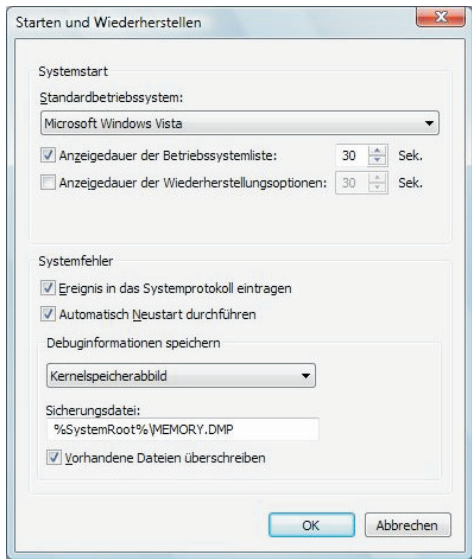 Starten und Wiederherstellen
Systemstart
Standardbetriebssystem:
Microsoft Windows Vista
Anzeigedauer der Betriebssystemliste: 30 Sek.
Anzeigedauer der Wiederherstellungsoptionen: 30 Sek.
Systemfehler
Ereignis in das Systemprotokoll eintragen
Automatisch Neustart durchführen
Debuginformationen speichern
Kernelspeicherabbild
Sicherungsdatei:
%SystemRoot%\MEMORY.DMP
Vorhandene Dateien überschreiben
OK Abbrechen